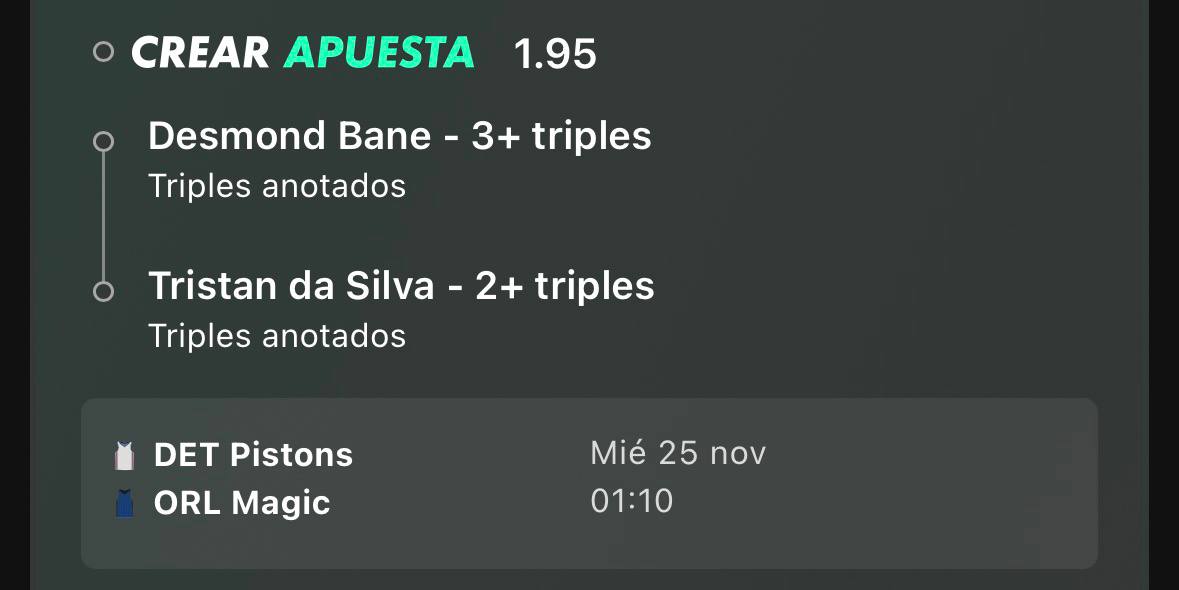 CREAR APUESTA 1.95
Desmond Bane - 3+ triples
Triples anotados
Tristan da Silva - 2+ triples
Triples anotados
DET Pistons
ORL Magic
Mié 25 nov
01:10